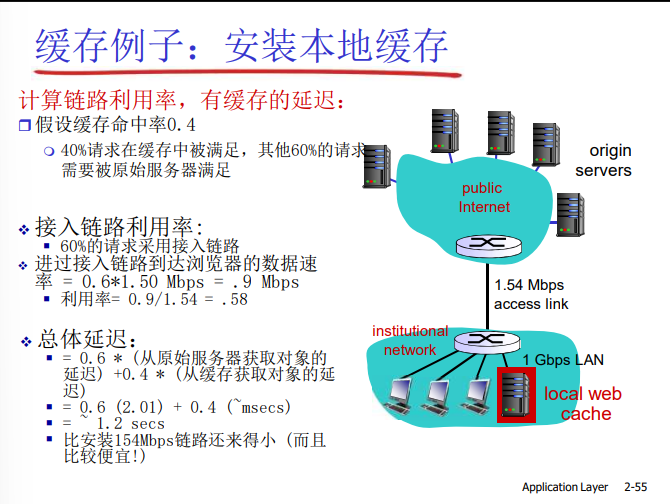 缓存例子：安装本地缓存
计算链路利用率，有缓存的延迟：
假设缓存命中率0.4
40%请求在缓存中被满足，其他60%的请求
需要被原始服务器满足
接入链路利用率:
60%的请求采用接入链路
进过接入链路到达浏览器的数据速
率 = 0.6*1.50 Mbps = .9 Mbps
利用率= 0.9/1.54 = .58
总体延迟：
= 0.6 * (从原始服务器获取对象的
延迟) +0.4 * (从缓存获取对象的延
迟)
= 0.6 (2.01) + 0.4 (~msecs)
= ~ 1.2 secs
比安装154Mbps链路还来得小 (而且
比较便宜!)
origin
servers
public
Internet
1.54 Mbps
access link
institutional
network
1 Gbps LAN
local web
cache
Application Layer 2-55